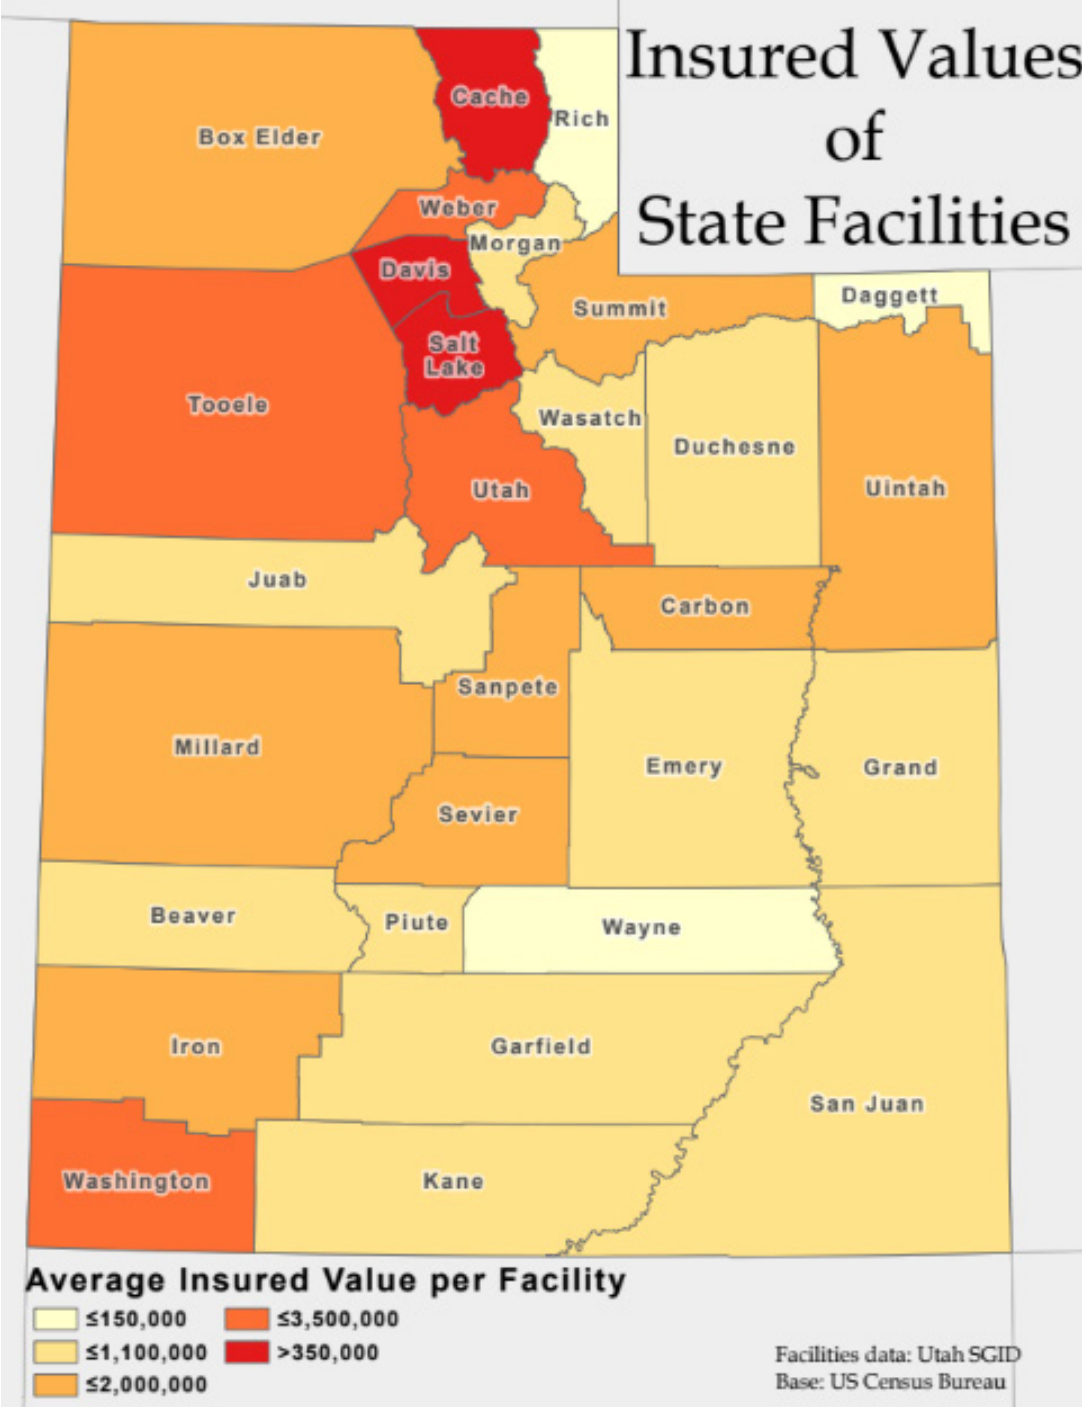 Insured Values
of
State Facilities
Cache
Rich
Box Elder
Weber
Morgan
Davis
Daggett
Summit
Salt
Lake
Tooele
Wasatch
Duchesne
Uintah
Utah
Juab
Carbon
Sanpete
Millard
Emery
Grand
Sevier
Beaver
Piute
Wayne
Iron
Garfield
San Juan
Washington
Kane
Average Insured Value per Facility
≤150,000
≤3,500,000
≤1,100,000
>350,000
≤2,000,000
Facilities data: Utah SGID
Base: US Census Bureau